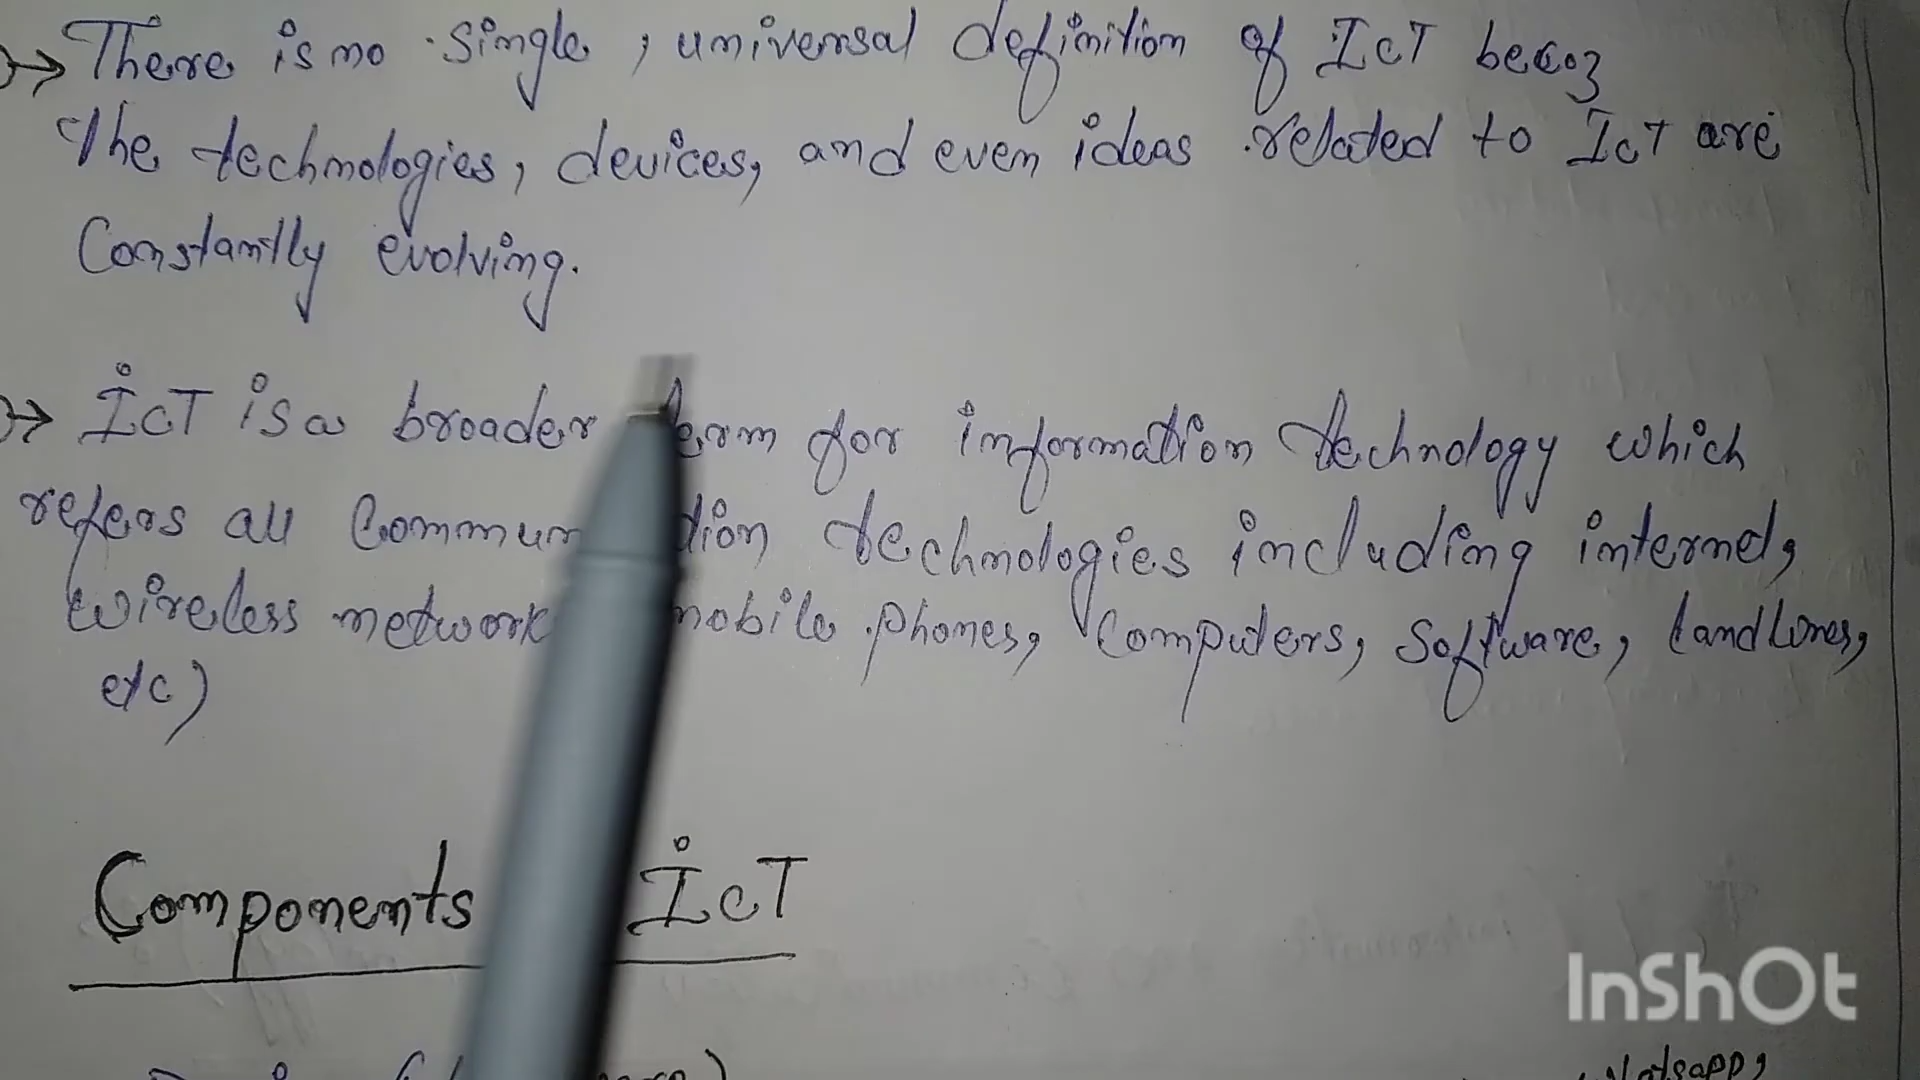 → There is no single, universal definition of IcT becoz
the technologies, devices, and even ideas related to IcT are
Constantly evolving.
→ IcT is a broader term for information technology which
refers all technologies including internet,
wireless mobile phones, Computers, Software, landlines,
etc)
Components IcT
InShOt